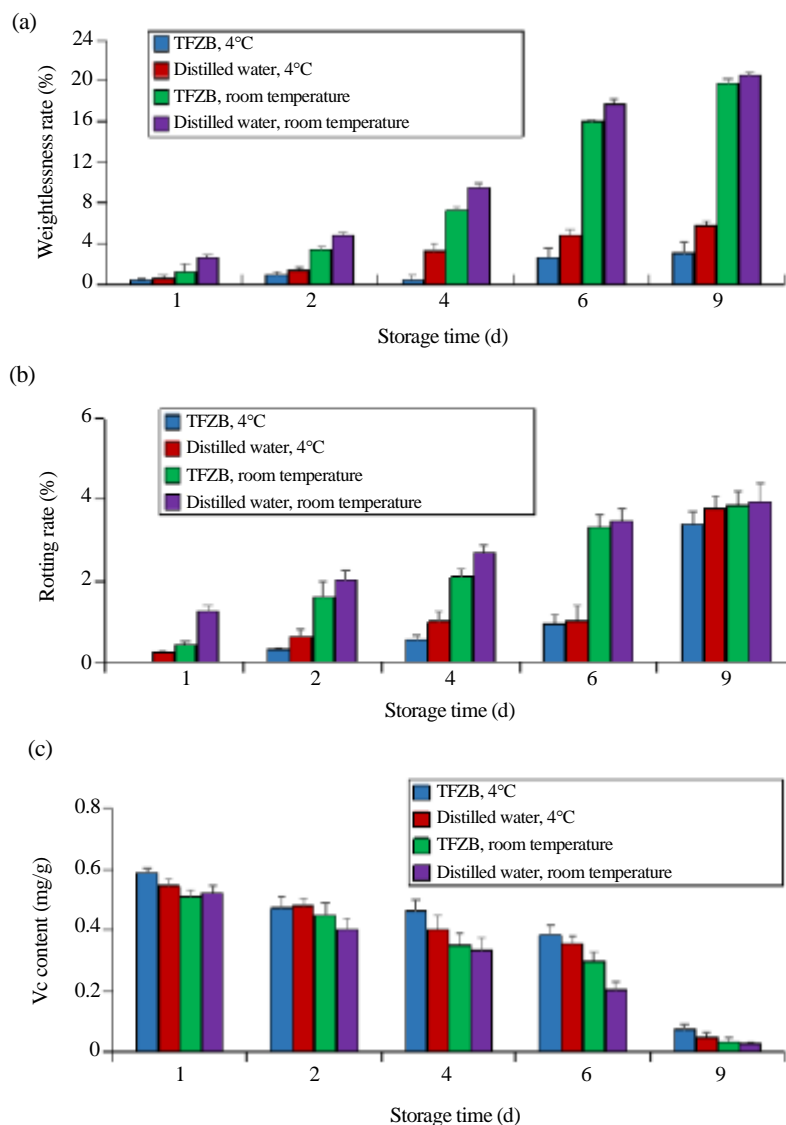 (a)
TFZB, 4°C
Distilled water, 4°C
TFZB, room temperature
Distilled water, room temperature
Weightlessness rate (%)
24
20
16
12
8
4
0
1 2 4 6 9
Storage time (d)
(b)
TFZB, 4°C
Distilled water, 4°C
TFZB, room temperature
Distilled water, room temperature
Rotting rate (%)
6
4
2
0
1 2 4 6 9
Storage time (d)
(c)
TFZB, 4°C
Distilled water, 4°C
TFZB, room temperature
Distilled water, room temperature
Vc content (mg/g)
0.8
0.6
0.4
0.2
0
1 2 4 6 9
Storage time (d)